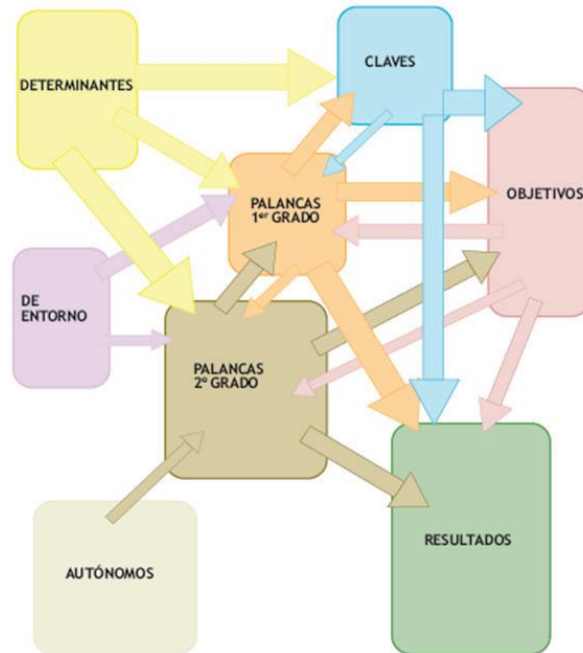 CLAVES
DETERMINANTES
OBJETIVOS
PALANCAS
1er GRADO
DE
ENTORNO
PALANCAS
2º GRADO
RESULTADOS
AUTÓNOMOS